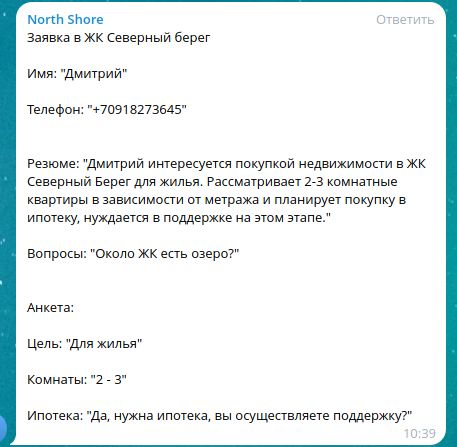 North Shore
Ответить
Заявка в ЖК Северный берег
Имя: "Дмитрий"
Телефон: "+70918273645"
Резюме: "Дмитрий интересуется покупкой недвижимости в ЖК
Северный Берег для жилья. Рассматривает 2-3 комнатные
квартиры в зависимости от метража и планирует покупку в
ипотеку, нуждается в поддержке на этом этапе."
Вопросы: "Около ЖК есть озеро?"
Анкета:
Цель: "Для жилья"
Комнаты: "2 - 3"
Ипотека: "Да, нужна ипотека, вы осуществляете поддержку?"
10:39